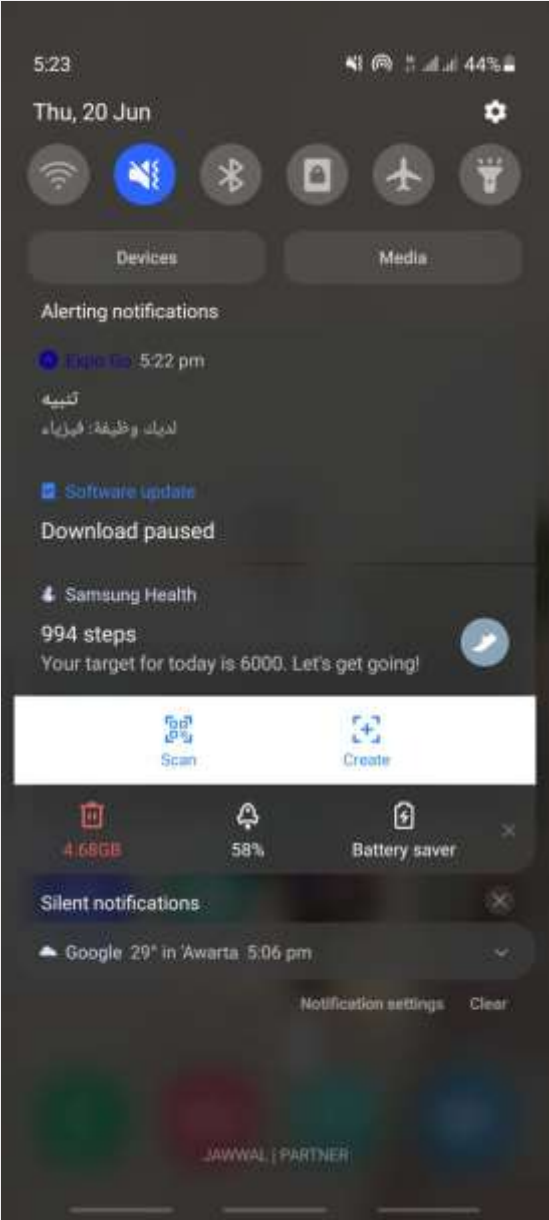 5:23
44%
Thu, 20 Jun
Devices
Media
Alerting notifications
Expo Go 5:22 pm
تنبيه
لديك وظيفة: فيزياء
Software update
Download paused
Samsung Health
994 steps
Your target for today is 6000. Let's get going!
Scan
Create
4.68GB
58%
Battery saver
Silent notifications
Google 29° in 'Awarta 5:06 pm
Notification settings
Clear
JAWWAL | PARTNER